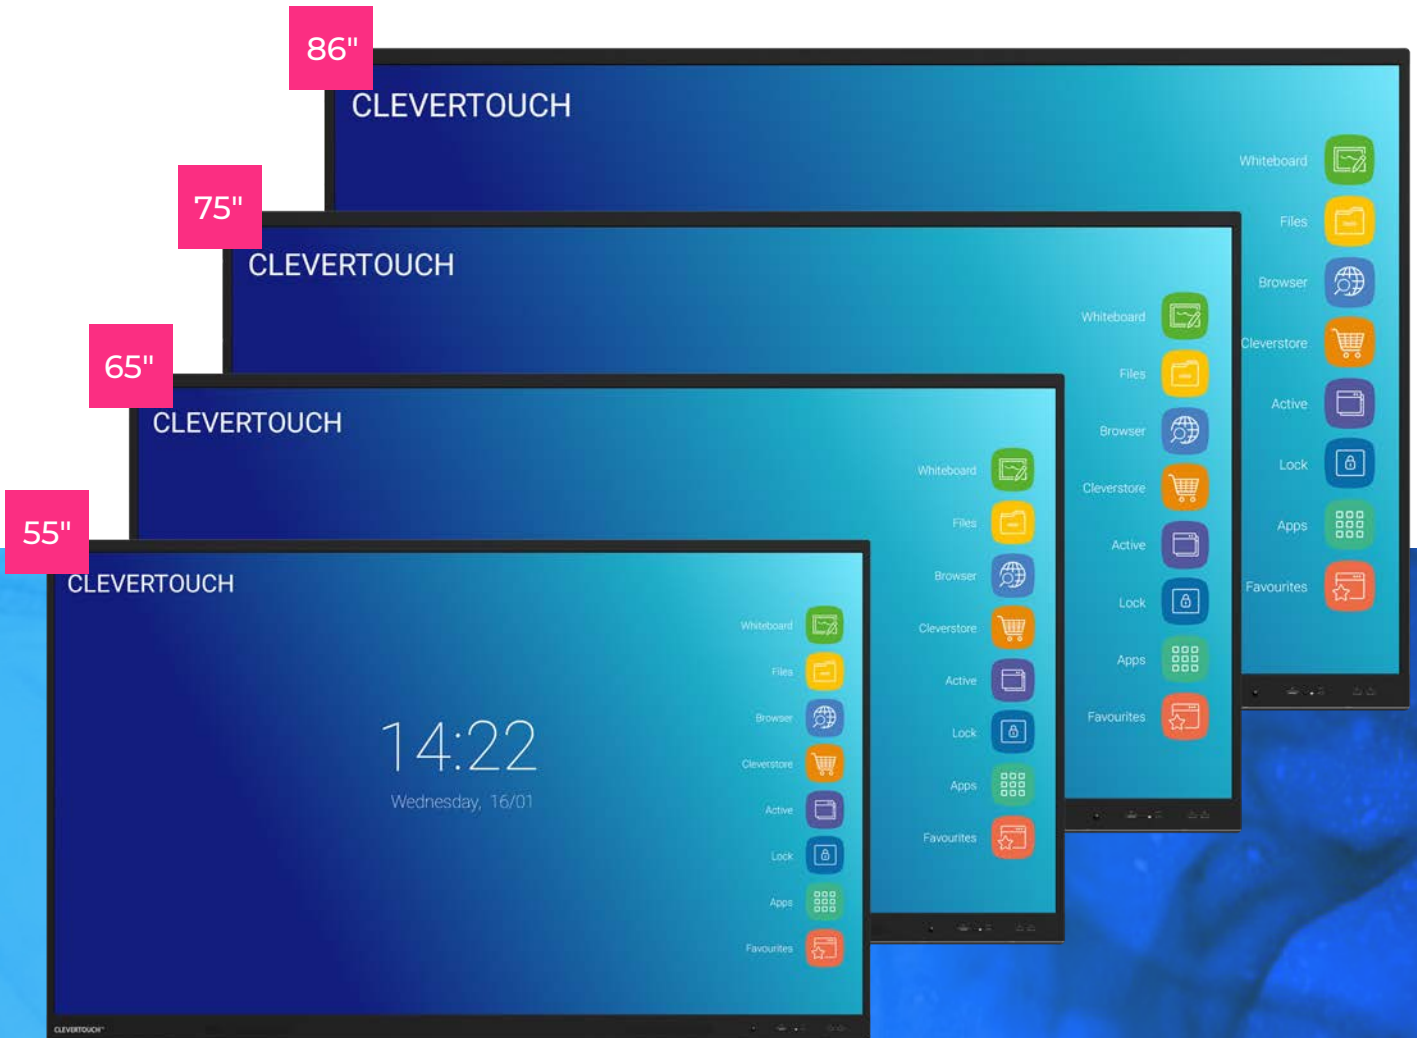 86"
CLEVERTOUCH
Whiteboard
Files
Browser
Cleverstore
Active
Lock
Apps
Favourites
75"
CLEVERTOUCH
Whiteboard
Files
Browser
Cleverstore
Active
Lock
Apps
Favourites
65"
CLEVERTOUCH
Whiteboard
Files
Browser
Cleverstore
Active
Lock
Apps
Favourites
55"
CLEVERTOUCH
Whiteboard
Files
Browser
Cleverstore
Active
Lock
Apps
Favourites
14:22
Wednesday, 16/01
CLEVERTOUCH™